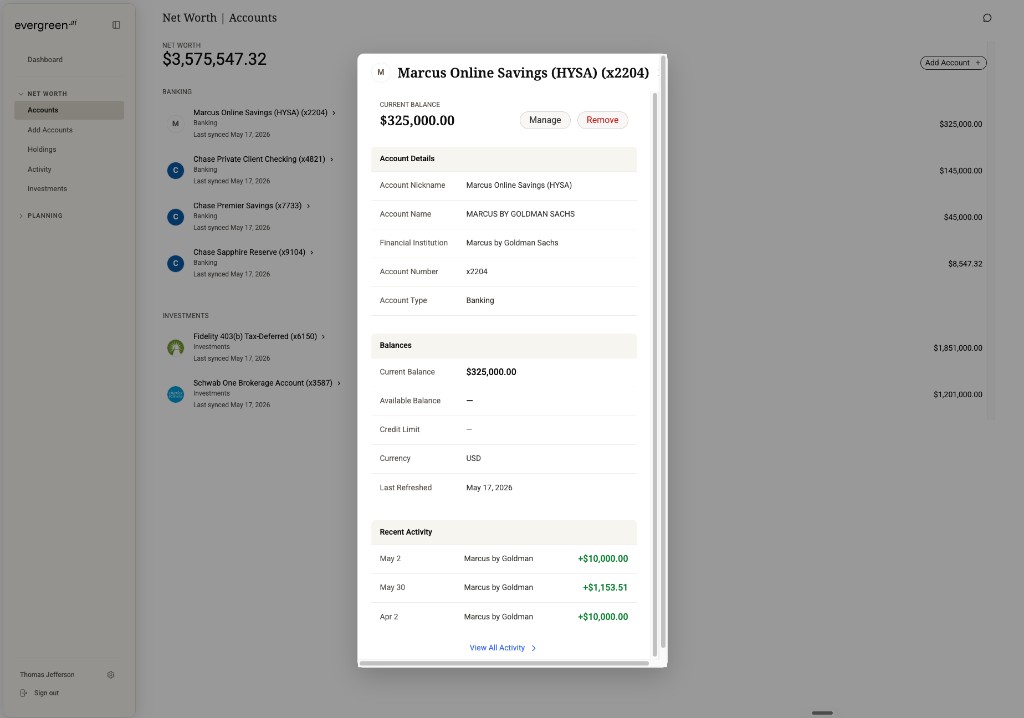 evergreen.ai
Dashboard
NET WORTH
Accounts
Add Accounts
Holdings
Activity
Investments
PLANNING
Thomas Jefferson
Sign out
Net Worth | Accounts
NET WORTH
$3,575,547.32
Add Account +
BANKING
M
Marcus Online Savings (HYSA) (x2204) ›
Banking
Last synced May 17, 2026
$325,000.00
C
Chase Private Client Checking (x4821) ›
Banking
Last synced May 17, 2026
$145,000.00
C
Chase Premier Savings (x7733) ›
Banking
Last synced May 17, 2026
$45,000.00
C
Chase Sapphire Reserve (x9104) ›
Banking
Last synced May 17, 2026
$8,547.32
INVESTMENTS
Fidelity 403(b) Tax-Deferred (x6150) ›
Investments
Last synced May 17, 2026
$1,851,000.00
Schwab One Brokerage Account (x3587) ›
Investments
Last synced May 17, 2026
$1,201,000.00
M Marcus Online Savings (HYSA) (x2204)
CURRENT BALANCE
$325,000.00
Manage Remove
Account Details
Account Nickname Marcus Online Savings (HYSA)
Account Name MARCUS BY GOLDMAN SACHS
Financial Institution Marcus by Goldman Sachs
Account Number x2204
Account Type Banking
Balances
Current Balance $325,000.00
Available Balance —
Credit Limit —
Currency USD
Last Refreshed May 17, 2026
Recent Activity
May 2 Marcus by Goldman +$10,000.00
May 30 Marcus by Goldman +$1,153.51
Apr 2 Marcus by Goldman +$10,000.00
View All Activity ›